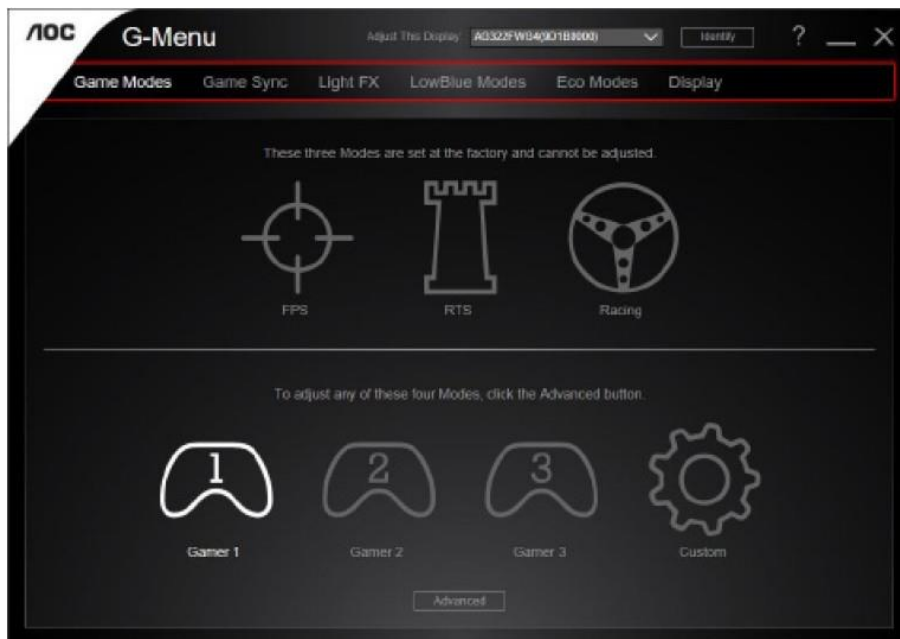 AOC
G-Menu
Adjust This Display:
Identify
?
Game Modes
Game Sync
Light FX
LowBlue Modes
Eco Modes
Display
These three Modes are set at the factory and cannot be adjusted.
FPS
RTS
Racing
To adjust any of these four Modes, click the Advanced button.
1
2
3
Gamer 1
Gamer 2
Gamer 3
Custom
Advanced